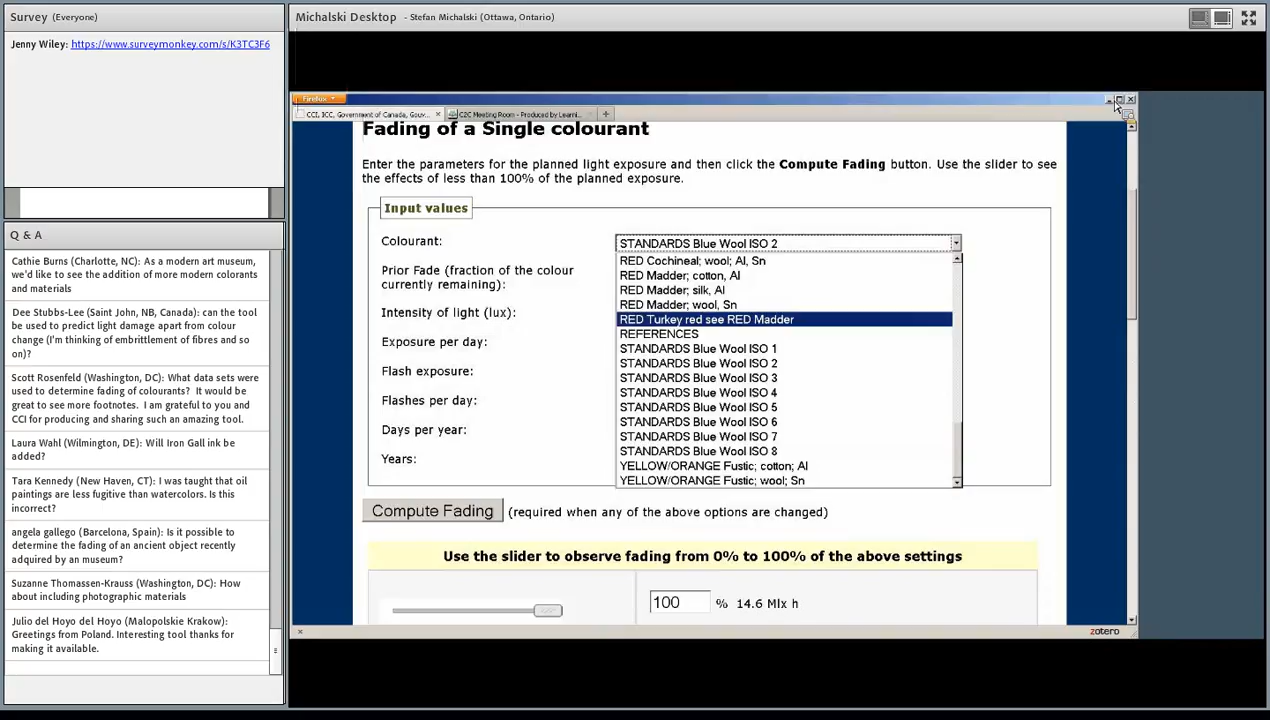 Survey (Everyone)
Jenny Wiley: https://www.surveymonkey.com/s/K3TC3F6
Q & A
Cathie Burns (Charlotte, NC): As a modern art museum,
we'd like to see the addition of more modern colorants
and materials
Dee Stubbs-Lee (Saint John, NB, Canada): can the tool
be used to predict light damage apart from colour
change (I'm thinking of embrittlement of fibres and so
on)?
Scott Rosenfeld (Washington, DC): What data sets were
used to determine fading of colourants? It would be
great to see more footnotes. I am grateful to you and
CCI for producing and sharing such an amazing tool.
Laura Wahl (Wilmington, DE): Will Iron Gall ink be
added?
Tara Kennedy (New Haven, CT): I was taught that oil
paintings are less fugitive than watercolors. Is this
incorrect?
angela gallego (Barcelona, Spain): Is it possible to
determine the fading of an ancient object recently
adquired by an museum?
Suzanne Thomassen-Krauss (Washington, DC): How
about including photographic materials
Julio del Hoyo del Hoyo (Malopolskie Krakow):
Greetings from Poland. Interesting tool thanks for
making it available.
Michalski Desktop - Stefan Michalski (Ottawa, Ontario)
Firefox
CCI, ICC, Government of Canada, Gouv... × C2C Meeting Room - Produced by Learni... +
Fading of a Single colourant
Enter the parameters for the planned light exposure and then click the Compute Fading button. Use the slider to see
the effects of less than 100% of the planned exposure.
Input values
Colourant: STANDARDS Blue Wool ISO 2
Prior Fade (fraction of the colour
currently remaining):
Intensity of light (lux):
Exposure per day:
Flash exposure:
Flashes per day:
Days per year:
Years:
RED Cochineal; wool; Al, Sn
RED Madder; cotton, Al
RED Madder; silk, Al
RED Madder; wool, Sn
RED Turkey red see RED Madder
REFERENCES
STANDARDS Blue Wool ISO 1
STANDARDS Blue Wool ISO 2
STANDARDS Blue Wool ISO 3
STANDARDS Blue Wool ISO 4
STANDARDS Blue Wool ISO 5
STANDARDS Blue Wool ISO 6
STANDARDS Blue Wool ISO 7
STANDARDS Blue Wool ISO 8
YELLOW/ORANGE Fustic; cotton; Al
YELLOW/ORANGE Fustic; wool; Sn
Compute Fading (required when any of the above options are changed)
Use the slider to observe fading from 0% to 100% of the above settings
100 % 14.6 Mlx h
× zotero